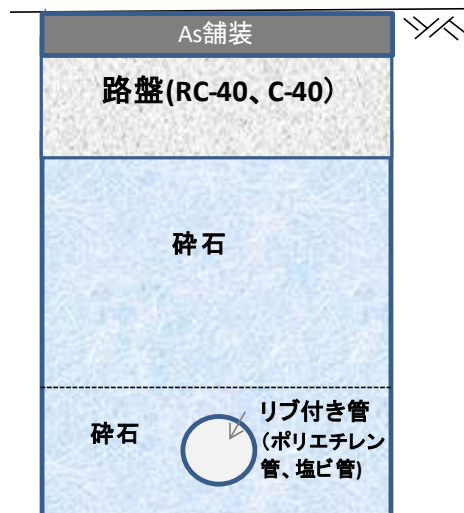 As舗装
路盤(RC-40、C-40)
砕石
リブ付き管
砕石
(ポリエチレン
管、塩ビ管)